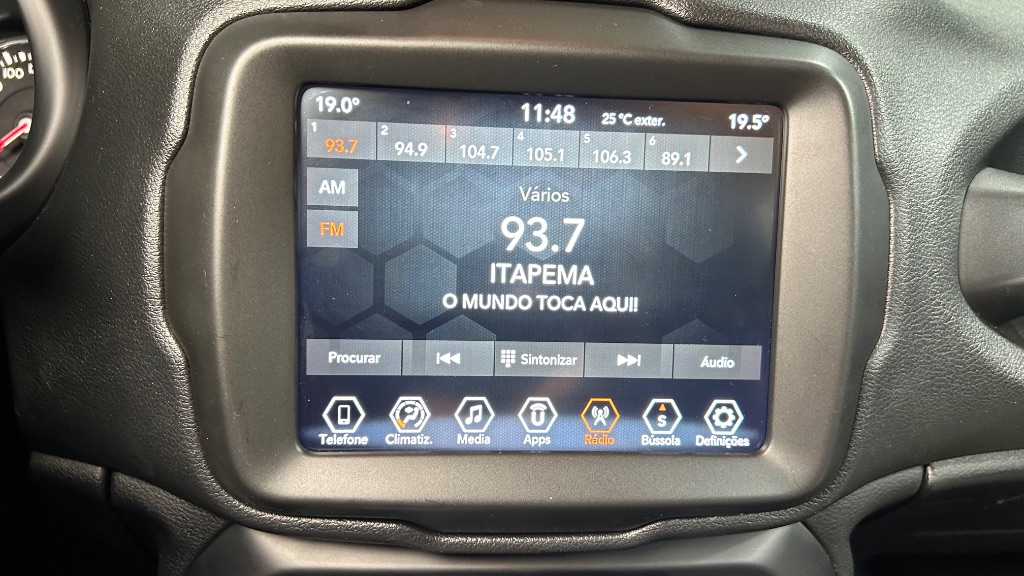 100
19.0° 11:48 25 °C exter. 19.5°
1 93.7 2 94.9 3 104.7 4 105.1 5 106.3 6 89.1
AM
Vários
FM
93.7
ITAPEMA
O MUNDO TOCA AQUI!
Procurar Sintonizar Áudio
S
Telefone Climatiz. Media Apps Rádio Bússola Definições